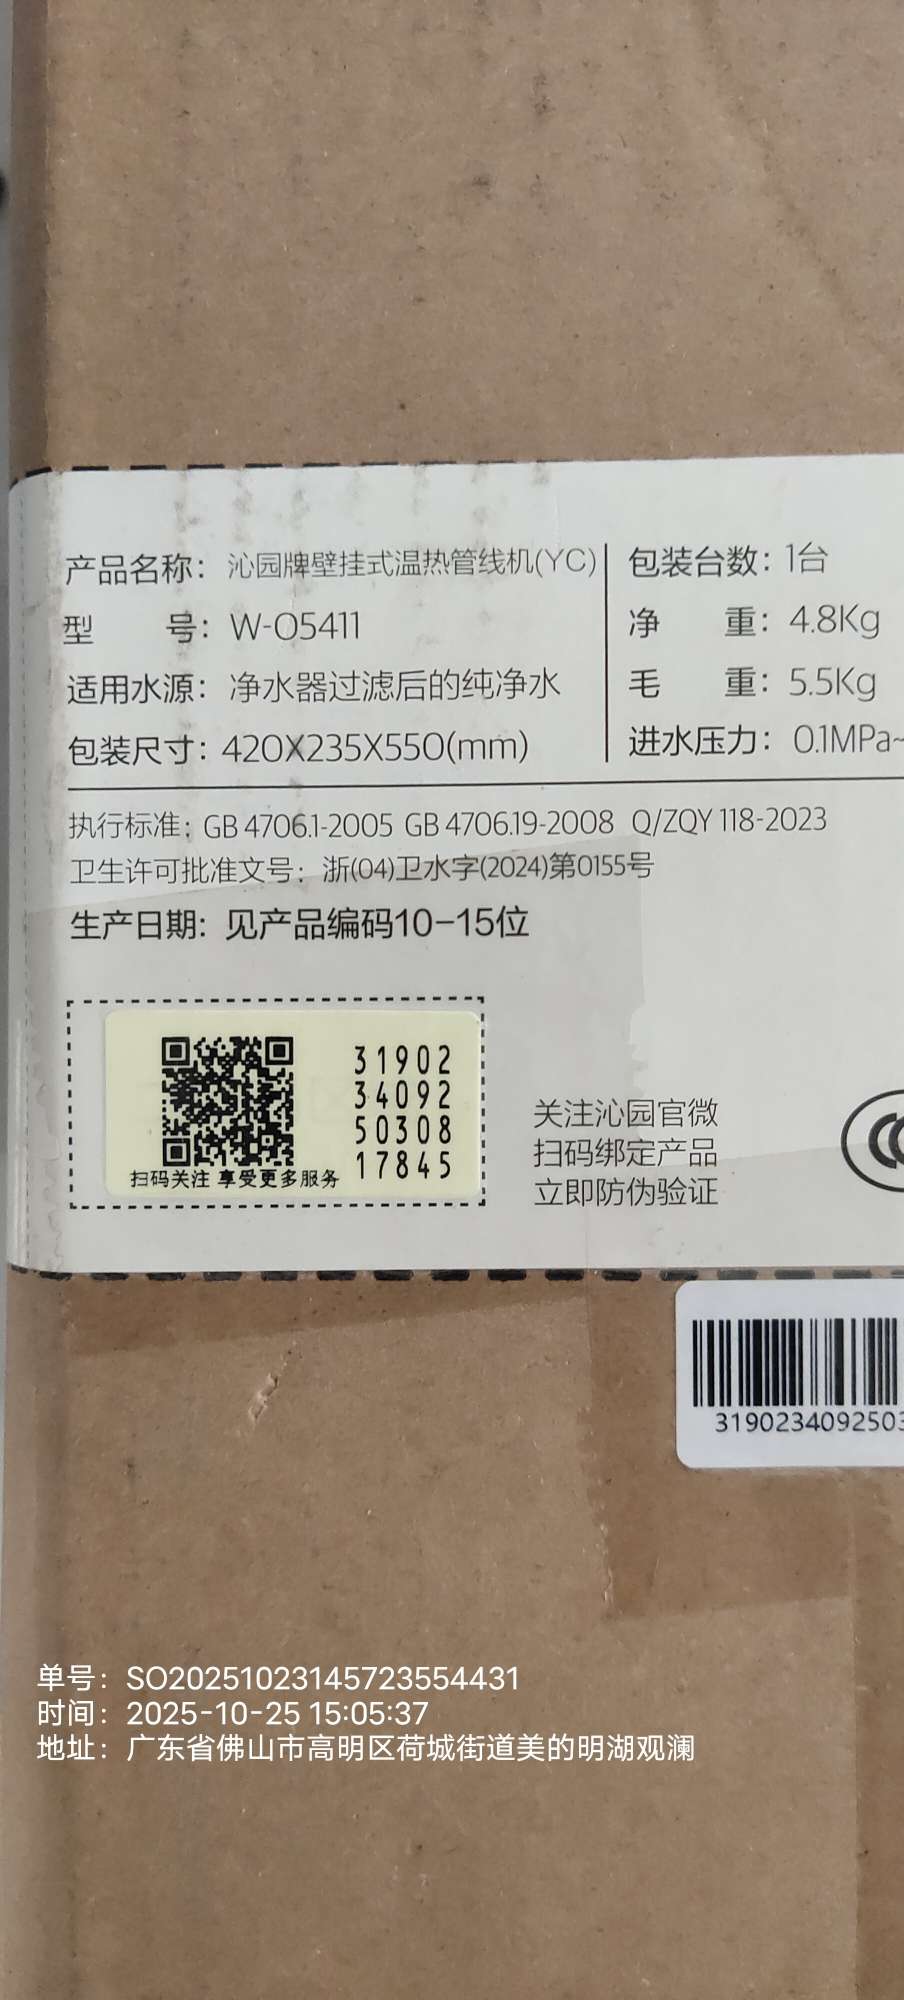 产品名称：沁园牌壁挂式温热管线机(YC)
型 号：W-05411
适用水源：净水器过滤后的纯净水
包装尺寸：420X235X550(mm)
包装台数：1台
净 重：4.8Kg
毛 重：5.5Kg
进水压力：0.1MPa~
执行标准；GB 4706.1-2005 GB 4706.19-2008 Q/ZQY 118-2023
卫生许可批准文号：浙(04)卫水字(2024)第0155号
生产日期：见产品编码10-15位
31902
34092
50308
17845
扫码关注 享受更多服务
关注沁园官微
扫码绑定产品
立即防伪验证
3190234092503
单号：SO20251023145723554431
时间：2025-10-25 15:05:37
地址：广东省佛山市高明区荷城街道美的明湖观澜